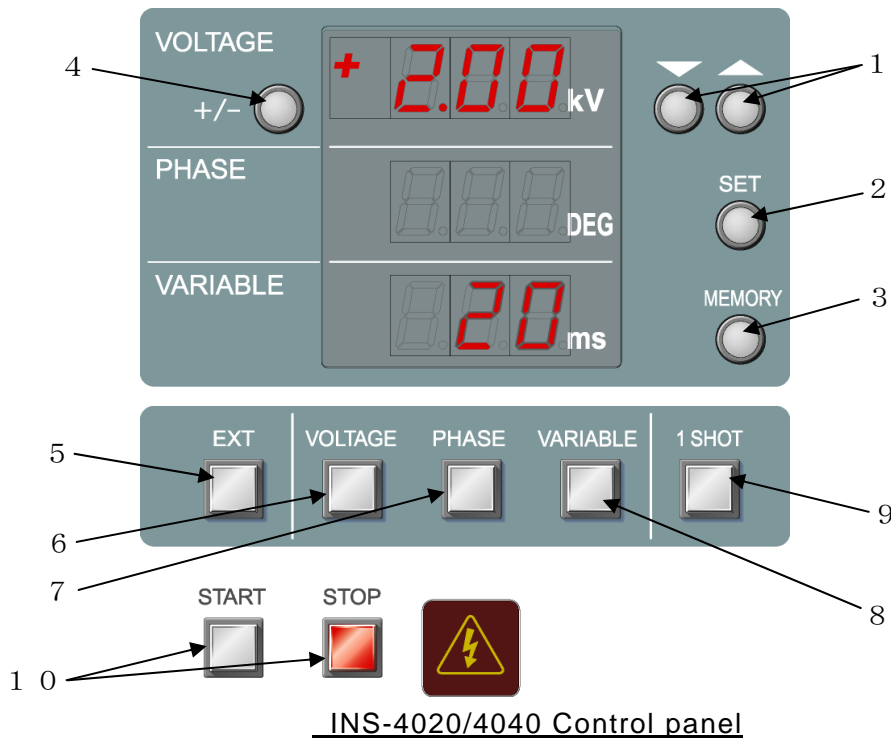 VOLTAGE
4
+/-
+ 2.00 kV
1
PHASE
DEG
SET
2
VARIABLE
20 ms
MEMORY
3
EXT
VOLTAGE
PHASE
VARIABLE
1 SHOT
5
6
7
8
9
START
STOP
1 0
INS-4020/4040 Control panel